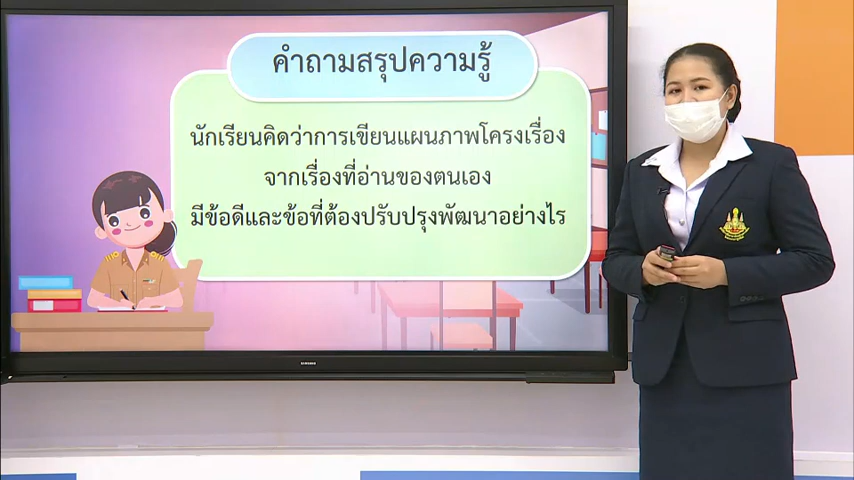 คำถามสรุปความรู้
นักเรียนคิดว่าการเขียนแผนภาพโครงเรื่อง
จากเรื่องที่อ่านของตนเอง
มีข้อดีและข้อที่ต้องปรับปรุงพัฒนาอย่างไร
SAMSUNG